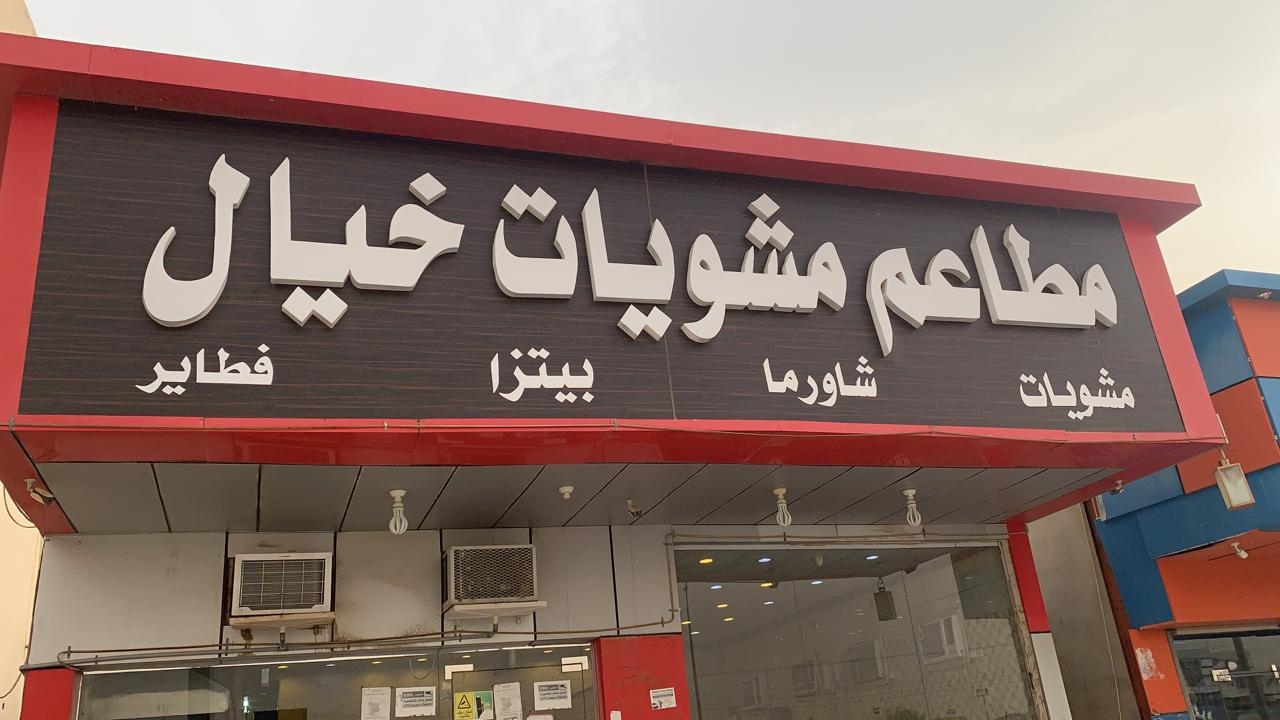 مطاعم مشويات خيال
مشويات شاورما بيتزا فطاير